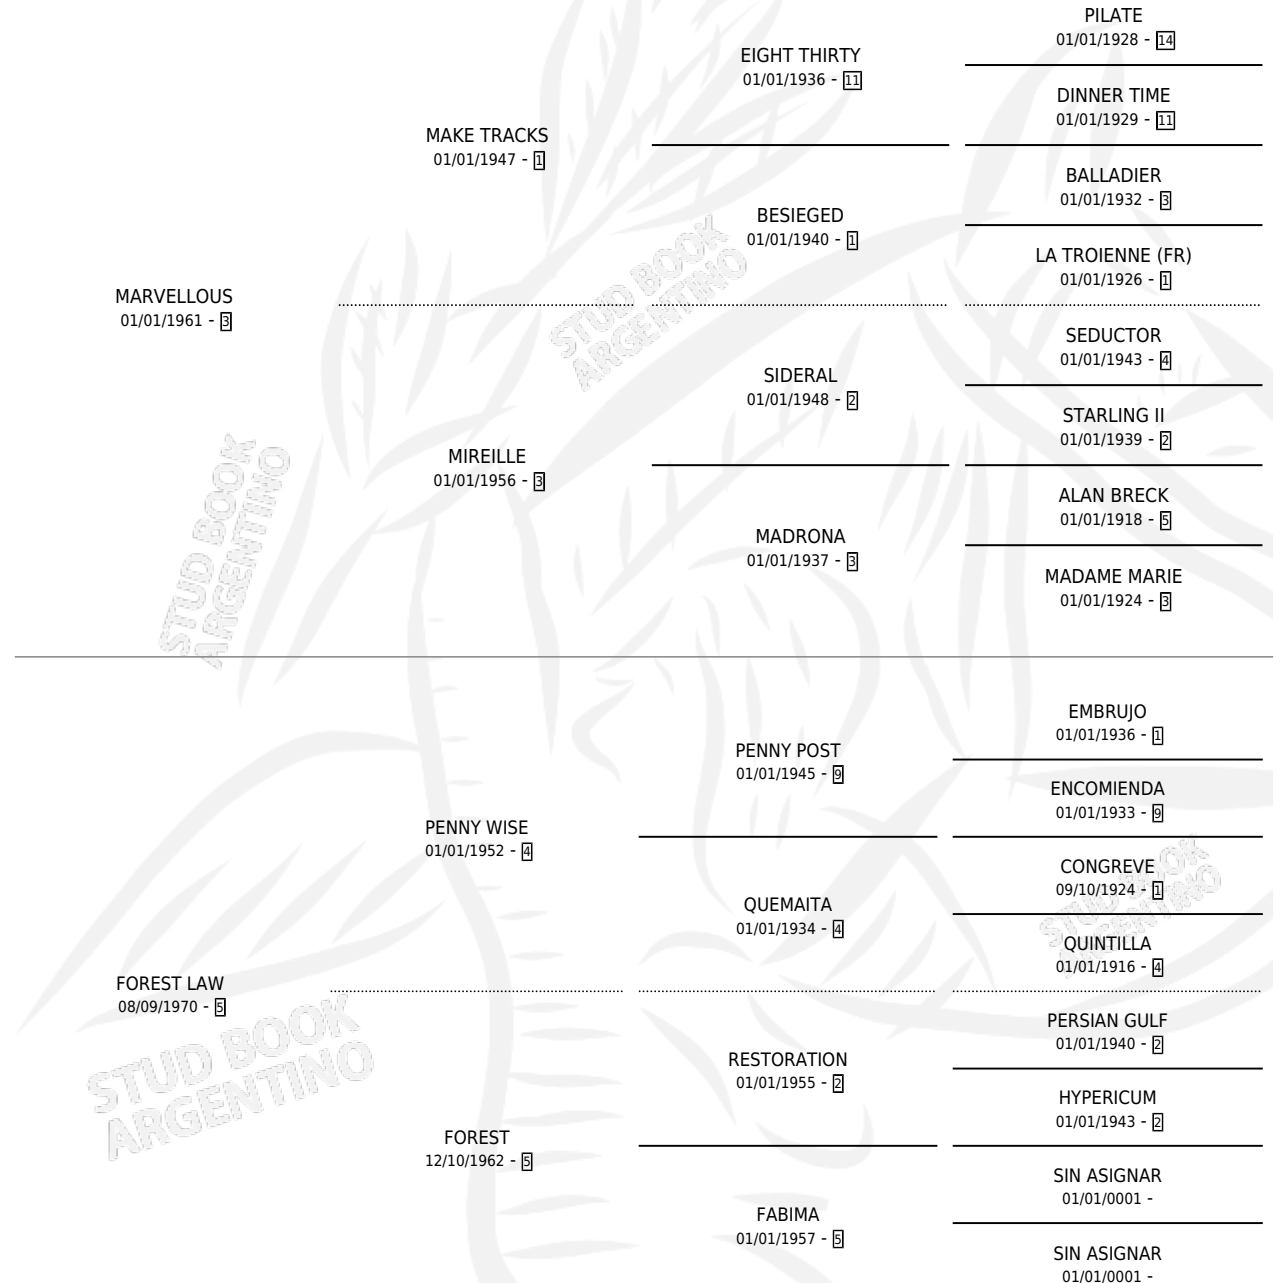 PILATE
01/01/1928 - 14
EIGHT THIRTY
01/01/1936 - 11
DINNER TIME
01/01/1929 - 11
MAKE TRACKS
01/01/1947 - 1
BALLADIER
01/01/1932 - 3
BESIEGED
01/01/1940 - 1
LA TROIENNE (FR)
01/01/1926 - 1
MARVELLOUS
01/01/1961 - 3
SEDUCTOR
01/01/1943 - 4
SIDERAL
01/01/1948 - 2
STARLING II
01/01/1939 - 2
MIREILLE
01/01/1956 - 3
ALAN BRECK
01/01/1918 - 5
MADRONA
01/01/1937 - 3
MADAME MARIE
01/01/1924 - 3
EMBRUJO
01/01/1936 - 1
PENNY POST
01/01/1945 - 9
ENCOMIENDA
01/01/1933 - 9
PENNY WISE
01/01/1952 - 4
CONGREVE
09/10/1924 - 1
QUEMAITA
01/01/1934 - 4
QUINTILLA
01/01/1916 - 4
FOREST LAW
08/09/1970 - 5
PERSIAN GULF
01/01/1940 - 2
RESTORATION
01/01/1955 - 2
HYPERICUM
01/01/1943 - 2
FOREST
12/10/1962 - 5
SIN ASIGNAR
01/01/0001 -
FABIMA
01/01/1957 - 5
SIN ASIGNAR
01/01/0001 -
STUD BOOK
ARGENTINO
STUD BOOK
ARGENTINO
STUD BOOK
ARGENTINO
STUD BOOK
ARGENTINO